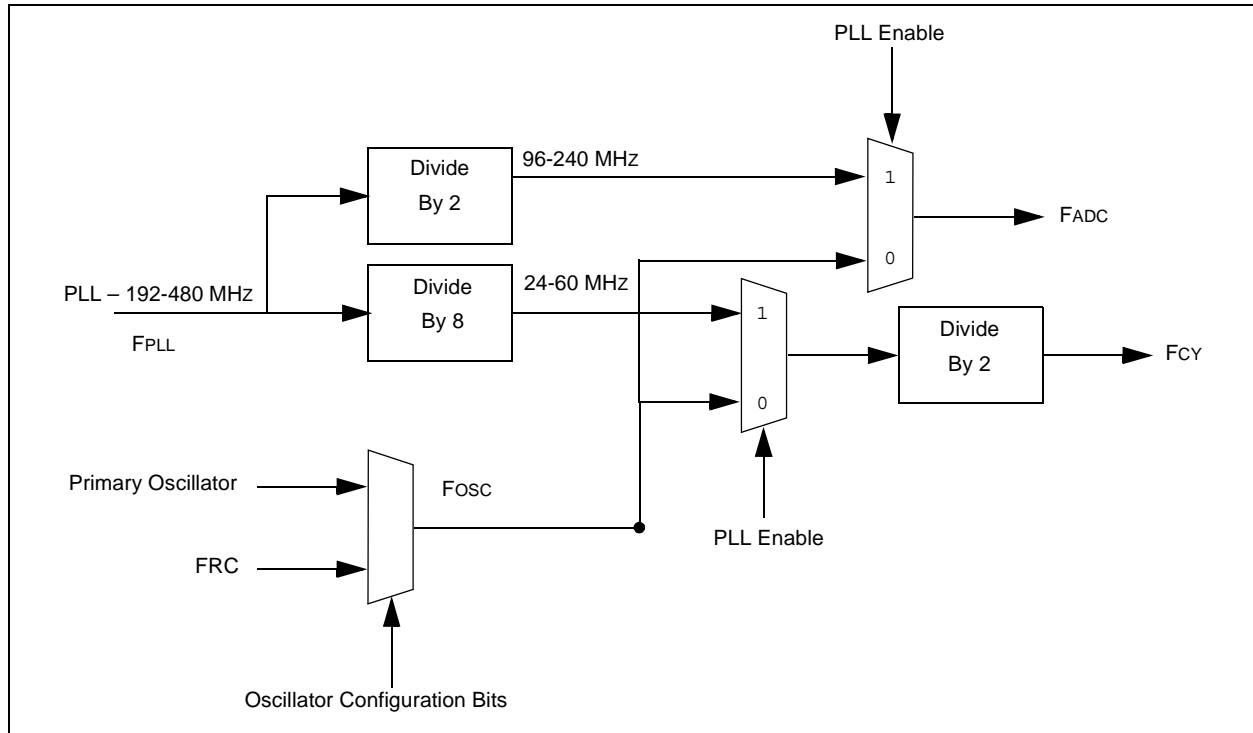 PLL Enable
Divide
By 2
96-240 MHz
1
0
FADC
PLL – 192-480 MHz
FPLL
Divide
By 8
24-60 MHz
1
0
Divide
By 2
FCY
Primary Oscillator
FRC
FOSC
PLL Enable
Oscillator Configuration Bits